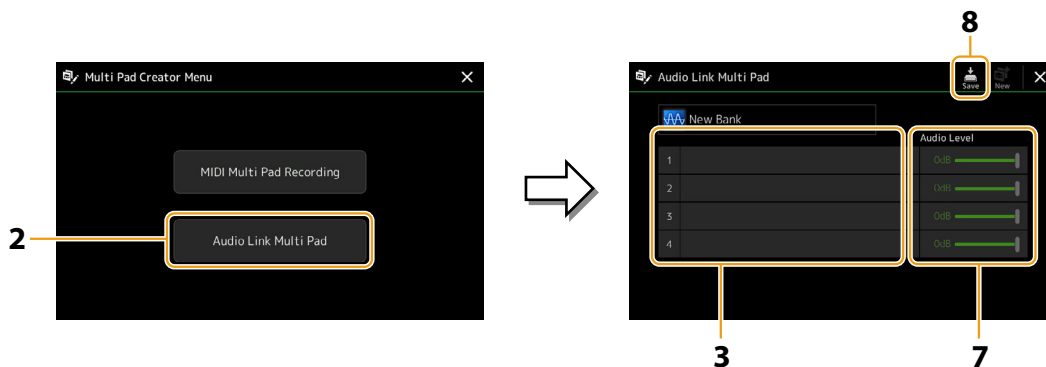 8
Multi Pad Creator Menu
Audio Link Multi Pad
Save
New
New Bank
Audio Level
MIDI Multi Pad Recording
1
0dB
2
0dB
3
0dB
2
Audio Link Multi Pad
4
0dB
3
7